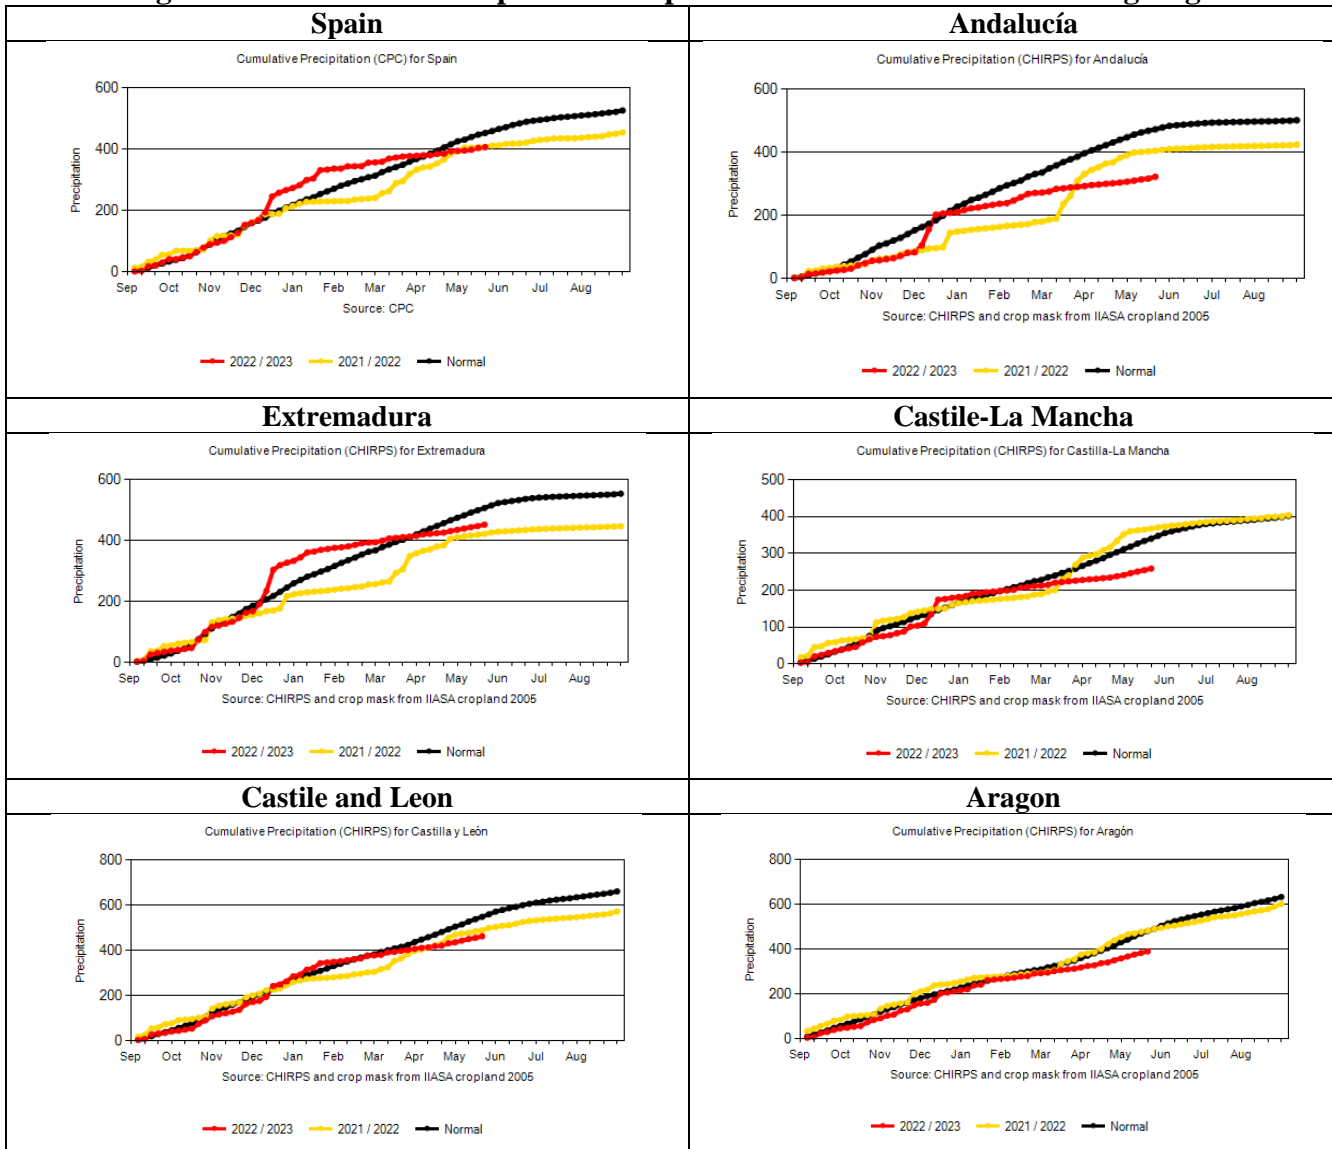 Spain
Andalucía
Cumulative Precipitation (CPC) for Spain
600
400
200
0
Precipitation
Sep Oct Nov Dec Jan Feb Mar Apr May Jun Jul Aug
Source: CPC
2022 / 2023 2021 / 2022 Normal
Cumulative Precipitation (CHIRPS) for Andalucía
600
400
200
0
Precipitation
Sep Oct Nov Dec Jan Feb Mar Apr May Jun Jul Aug
Source: CHIRPS and crop mask from IIASA cropland 2005
2022 / 2023 2021 / 2022 Normal
Extremadura
Castile-La Mancha
Cumulative Precipitation (CHIRPS) for Extremadura
600
400
200
0
Precipitation
Sep Oct Nov Dec Jan Feb Mar Apr May Jun Jul Aug
Source: CHIRPS and crop mask from IIASA cropland 2005
2022 / 2023 2021 / 2022 Normal
Cumulative Precipitation (CHIRPS) for Castilla-La Mancha
500
400
300
200
100
0
Precipitation
Sep Oct Nov Dec Jan Feb Mar Apr May Jun Jul Aug
Source: CHIRPS and crop mask from IIASA cropland 2005
2022 / 2023 2021 / 2022 Normal
Castile and Leon
Aragon
Cumulative Precipitation (CHIRPS) for Castilla y León
800
600
400
200
0
Precipitation
Sep Oct Nov Dec Jan Feb Mar Apr May Jun Jul Aug
Source: CHIRPS and crop mask from IIASA cropland 2005
2022 / 2023 2021 / 2022 Normal
Cumulative Precipitation (CHIRPS) for Aragón
800
600
400
200
0
Precipitation
Sep Oct Nov Dec Jan Feb Mar Apr May Jun Jul Aug
Source: CHIRPS and crop mask from IIASA cropland 2005
2022 / 2023 2021 / 2022 Normal